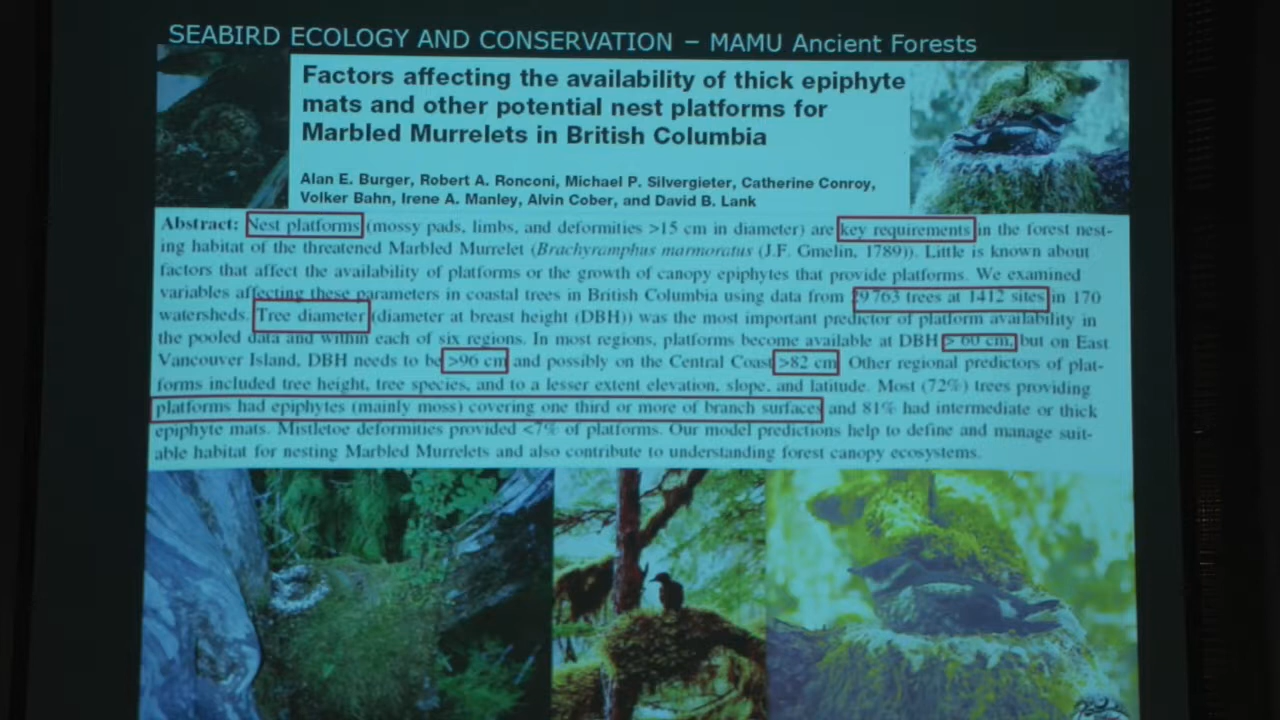 SEABIRD ECOLOGY AND CONSERVATION – MAMU Ancient Forests
Factors affecting the availability of thick epiphyte
mats and other potential nest platforms for
Marbled Murrelets in British Columbia
Alan E. Burger, Robert A. Ronconi, Michael P. Silvergieter, Catherine Conroy,
Volker Bahn, Irene A. Manley, Alvin Cober, and David B. Lank
Abstract: Nest platforms (mossy pads, limbs, and deformities >15 cm in diameter) are key requirements in the forest nest-
ing habitat of the threatened Marbled Murrelet (Brachyramphus marmoratus (J.F. Gmelin, 1789)). Little is known about
factors that affect the availability of platforms or the growth of canopy epiphytes that provide platforms. We examined
variables affecting these parameters in coastal trees in British Columbia using data from 29 763 trees at 1412 sites in 170
watersheds. Tree diameter (diameter at breast height (DBH)) was the most important predictor of platform availability in
the pooled data and within each of six regions. In most regions, platforms become available at DBH > 60 cm, but on East
Vancouver Island, DBH needs to be >96 cm and possibly on the Central Coast >82 cm. Other regional predictors of plat-
forms included tree height, tree species, and to a lesser extent elevation, slope, and latitude. Most (72%) trees providing
platforms had epiphytes (mainly moss) covering one third or more of branch surfaces and 81% had intermediate or thick
epiphyte mats. Mistletoe deformities provided <7% of platforms. Our model predictions help to define and manage suit-
able habitat for nesting Marbled Murrelets and also contribute to understanding forest canopy ecosystems.